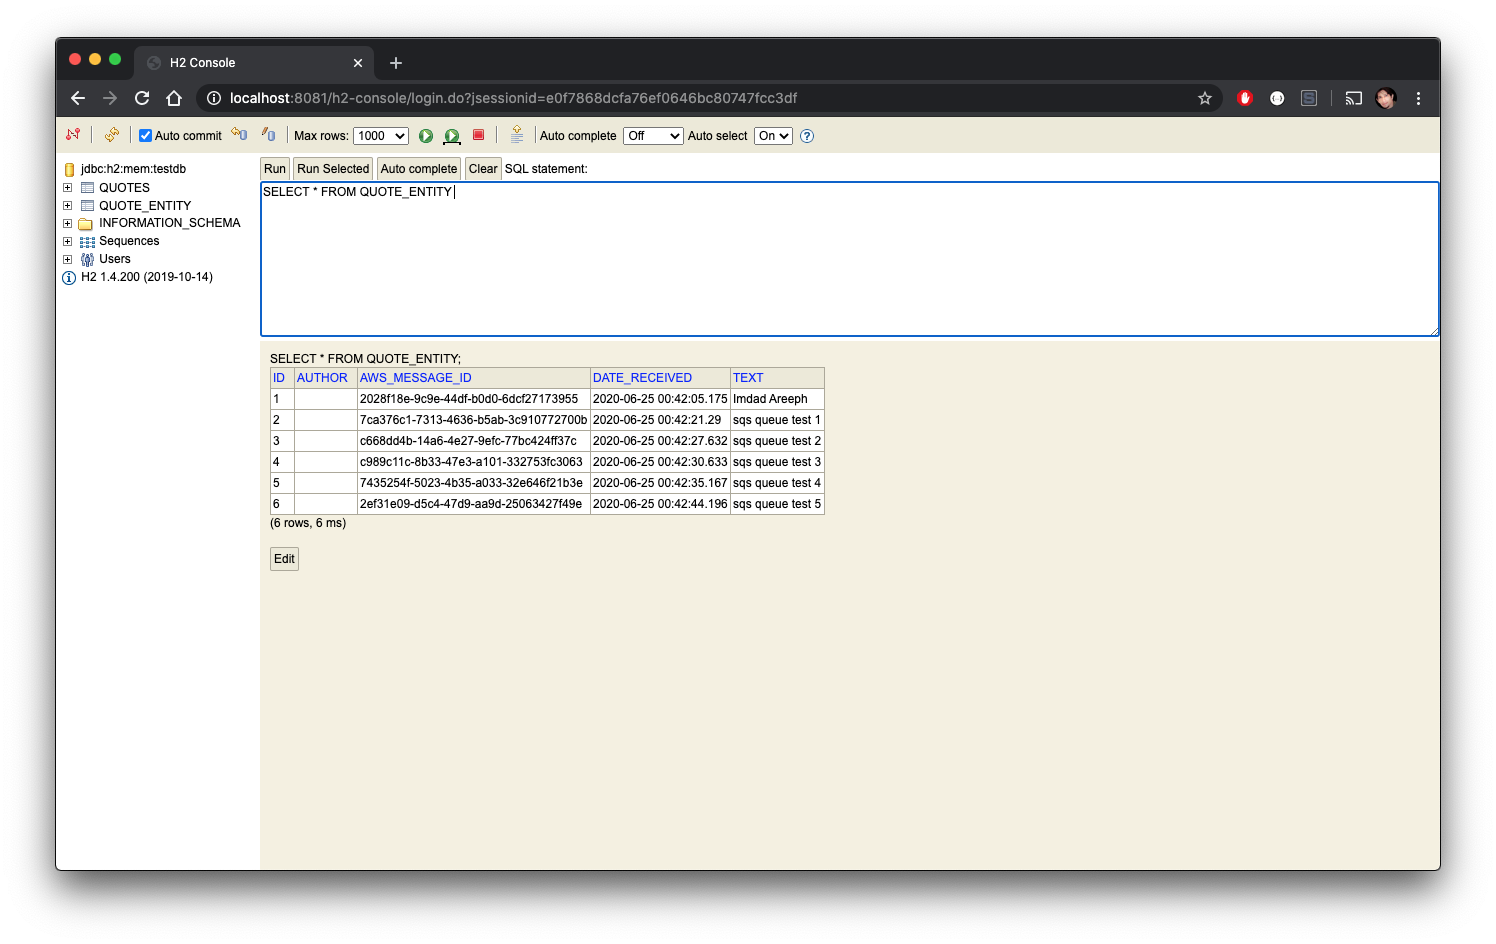 H2 Console
localhost:8081/h2-console/login.do?jsessionid=e0f7868dcfa76ef0646bc80747fcc3df
Auto commit Max rows: 1000 Auto complete Off Auto select On ?
jdbc:h2:mem:testdb
QUOTES
QUOTE_ENTITY
INFORMATION_SCHEMA
Sequences
Users
H2 1.4.200 (2019-10-14)
Run Run Selected Auto complete Clear SQL statement:
SELECT * FROM QUOTE_ENTITY
SELECT * FROM QUOTE_ENTITY;
ID AUTHOR AWS_MESSAGE_ID DATE_RECEIVED TEXT
1 2028f18e-9c9e-44df-b0d0-6dcf27173955 2020-06-25 00:42:05.175 Imdad Areeph
2 7ca376c1-7313-4636-b5ab-3c910772700b 2020-06-25 00:42:21.29 sqs queue test 1
3 c668dd4b-14a6-4e27-9efc-77bc424ff37c 2020-06-25 00:42:27.632 sqs queue test 2
4 c989c11c-8b33-47e3-a101-332753fc3063 2020-06-25 00:42:30.633 sqs queue test 3
5 7435254f-5023-4b35-a033-32e646f21b3e 2020-06-25 00:42:35.167 sqs queue test 4
6 2ef31e09-d5c4-47d9-aa9d-25063427f49e 2020-06-25 00:42:44.196 sqs queue test 5
(6 rows, 6 ms)
Edit